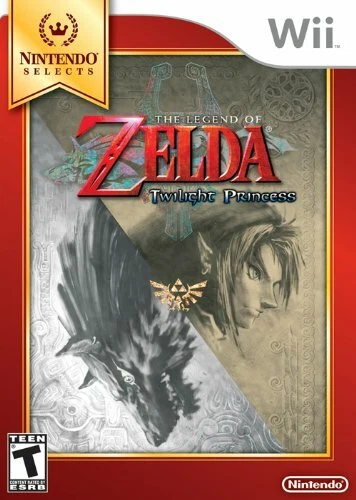 NINTENDO
SELECTS
Wii
THE LEGEND OF
ZELDA®
Twilight Princess
TEEN
T
CONTENT RATED BY
ESRB
Nintendo®